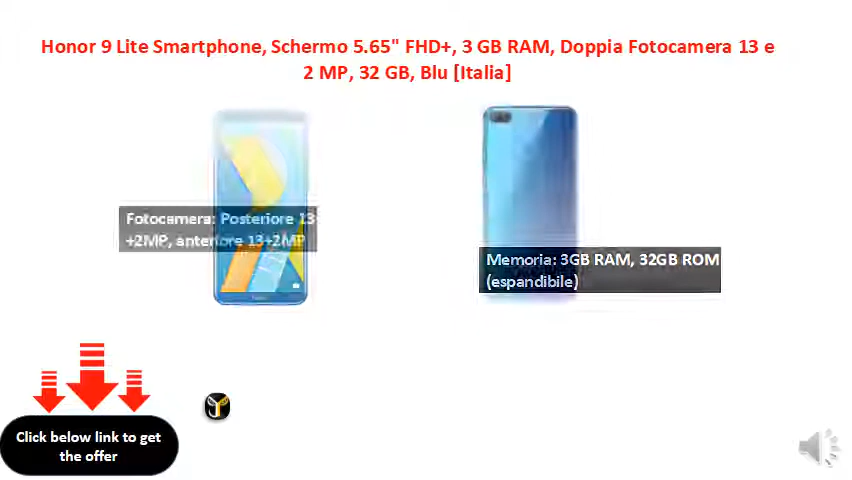 Honor 9 Lite Smartphone, Schermo 5.65" FHD+, 3 GB RAM, Doppia Fotocamera 13 e
2 MP, 32 GB, Blu [Italia]
Fotocamera: Posteriore 13
+2MP, anteriore 13+2MP
Memoria: 3GB RAM, 32GB ROM
(espandibile)
Click below link to get
the offer